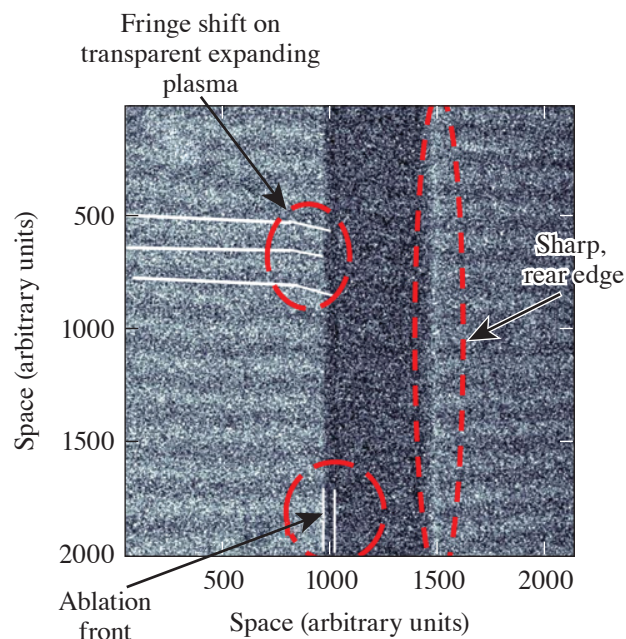 Fringe shift on
transparent expanding
plasma
500
1000
1500
2000
Space (arbitrary units)
Sharp,
rear edge
500
1000
1500
2000
Ablation
front
Space (arbitrary units)